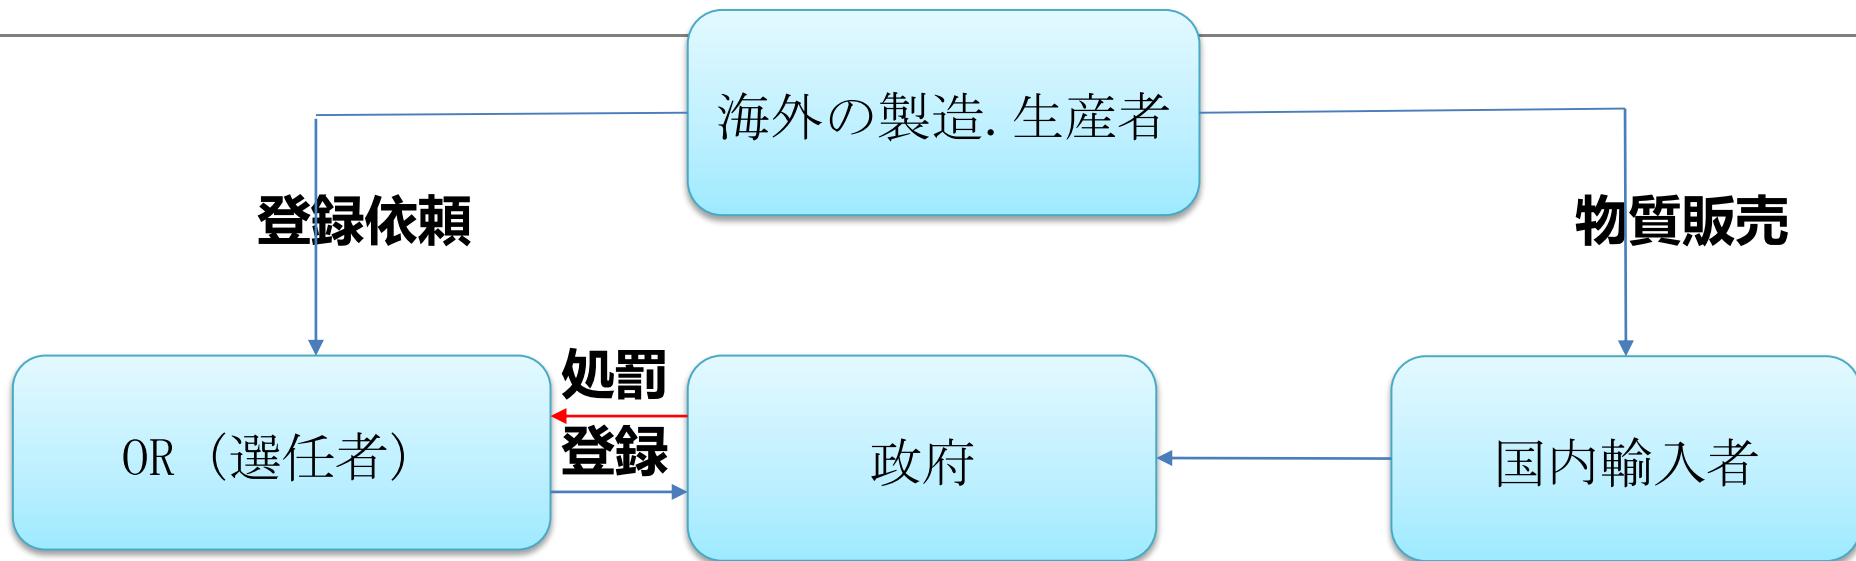 海外の製造.生産者
登録依頼
物質販売
処罰
登録
OR（選任者）
政府
国内輸入者